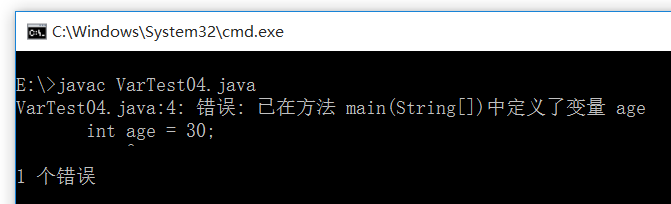 C:\Windows\System32\cmd.exe
E:\>javac VarTest04.java
VarTest04.java:4: 错误: 已在方法 main(String[])中定义了变量 age
int age = 30;
^
1 个错误